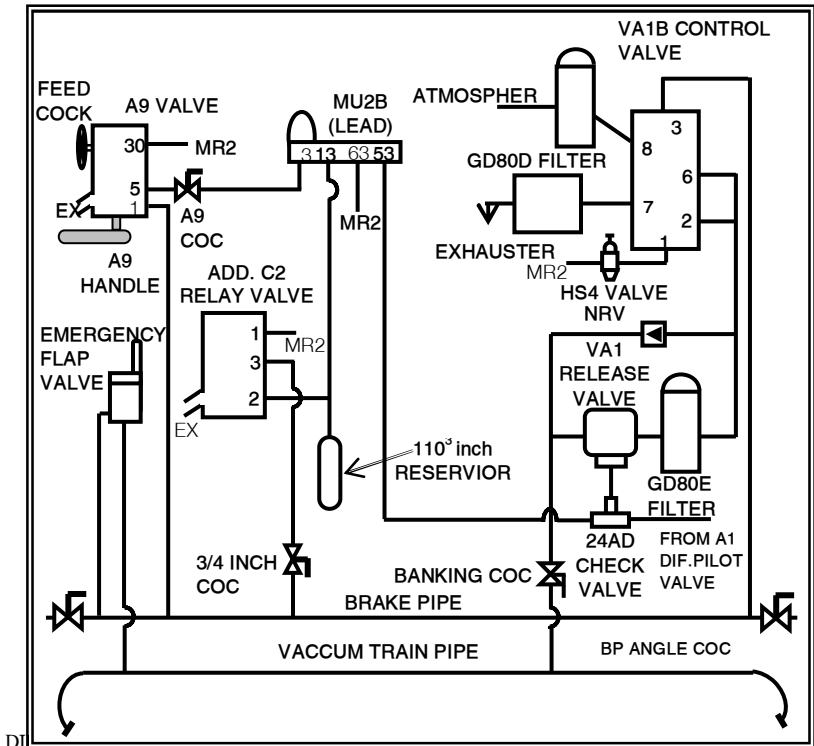 VA1B CONTROL
VALVE
FEED
COCK
A9 VALVE
MU2B
(LEAD)
ATMOSPHER
30
MR2
3 13 63 53
3
8
GD80D FILTER
6
5
7
EX
1
MR2
2
A9
COC
EXHAUSTER
1
MR2
A9
HANDLE
ADD. C2
RELAY VALVE
HS4 VALVE
NRV
EMERGENCY
FLAP
VALVE
1
MR2
3
VA1
RELEASE
VALVE
2
EX
110³ inch
RESERVIOR
GD80E
FILTER
3/4 INCH
COC
BANKING COC
24AD
CHECK
VALVE
FROM A1
DIF.PILOT
VALVE
BRAKE PIPE
VACCUM TRAIN PIPE
BP ANGLE COC